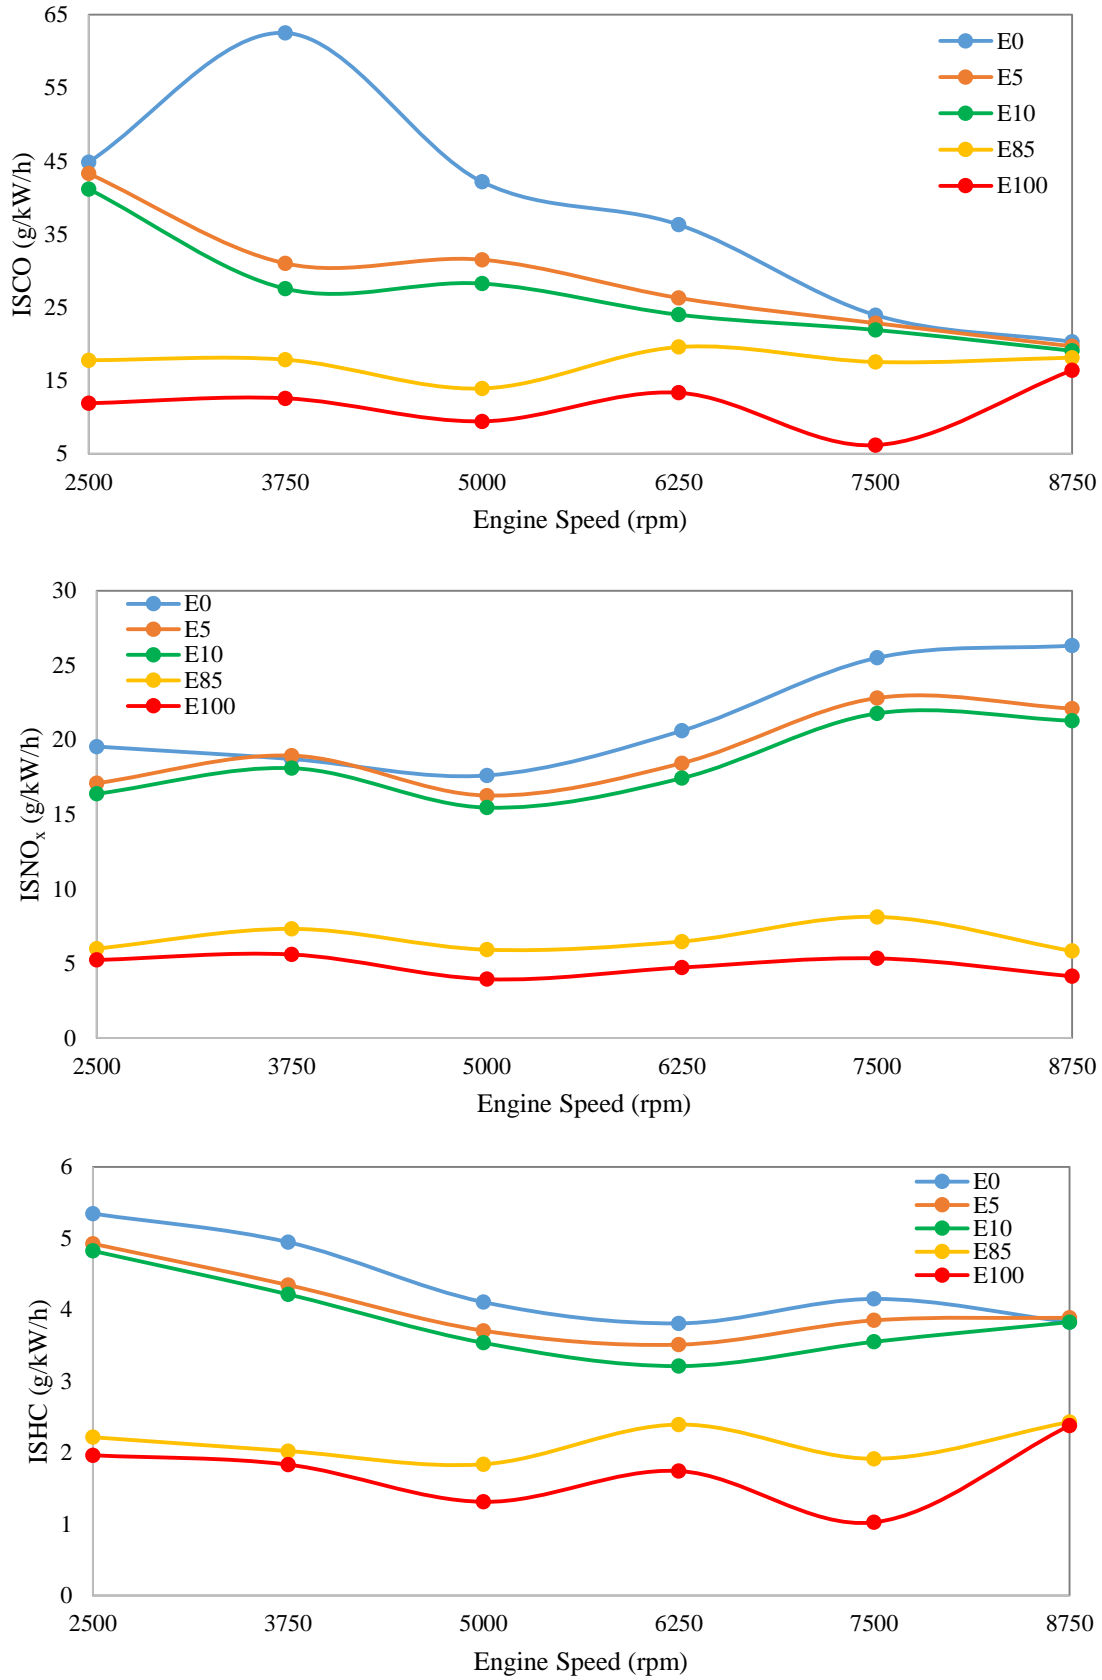 65
55
45
35
25
15
5
ISCO (g/kW/h)
E0
E5
E10
E85
E100
2500 3750 5000 6250 7500 8750
Engine Speed (rpm)
30
25
20
15
10
5
0
ISNOₓ (g/kW/h)
E0
E5
E10
E85
E100
2500 3750 5000 6250 7500 8750
Engine Speed (rpm)
6
5
4
3
2
1
0
ISHC (g/kW/h)
E0
E5
E10
E85
E100
2500 3750 5000 6250 7500 8750
Engine Speed (rpm)